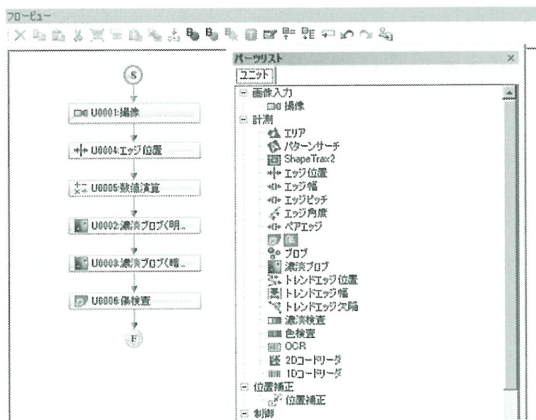 フロービュー
S
U0001:撮像
U0004:エッジ位置
U0005:数値演算
U0002:濃淡ブロブ(明...
U0003:濃淡ブロブ(暗...
U0006:傷検査
E
パーツリスト
ユニット
画像入力
撮像
計測
エリア
パターンサーチ
ShapeTrax2
エッジ位置
エッジ幅
エッジピッチ
エッジ角度
ペアエッジ
傷
ブロブ
濃淡ブロブ
トレンドエッジ位置
トレンドエッジ幅
トレンドエッジ欠陥
濃淡検査
色検査
OCR
2Dコードリーダ
1Dコードリーダ
位置補正
位置補正
制御